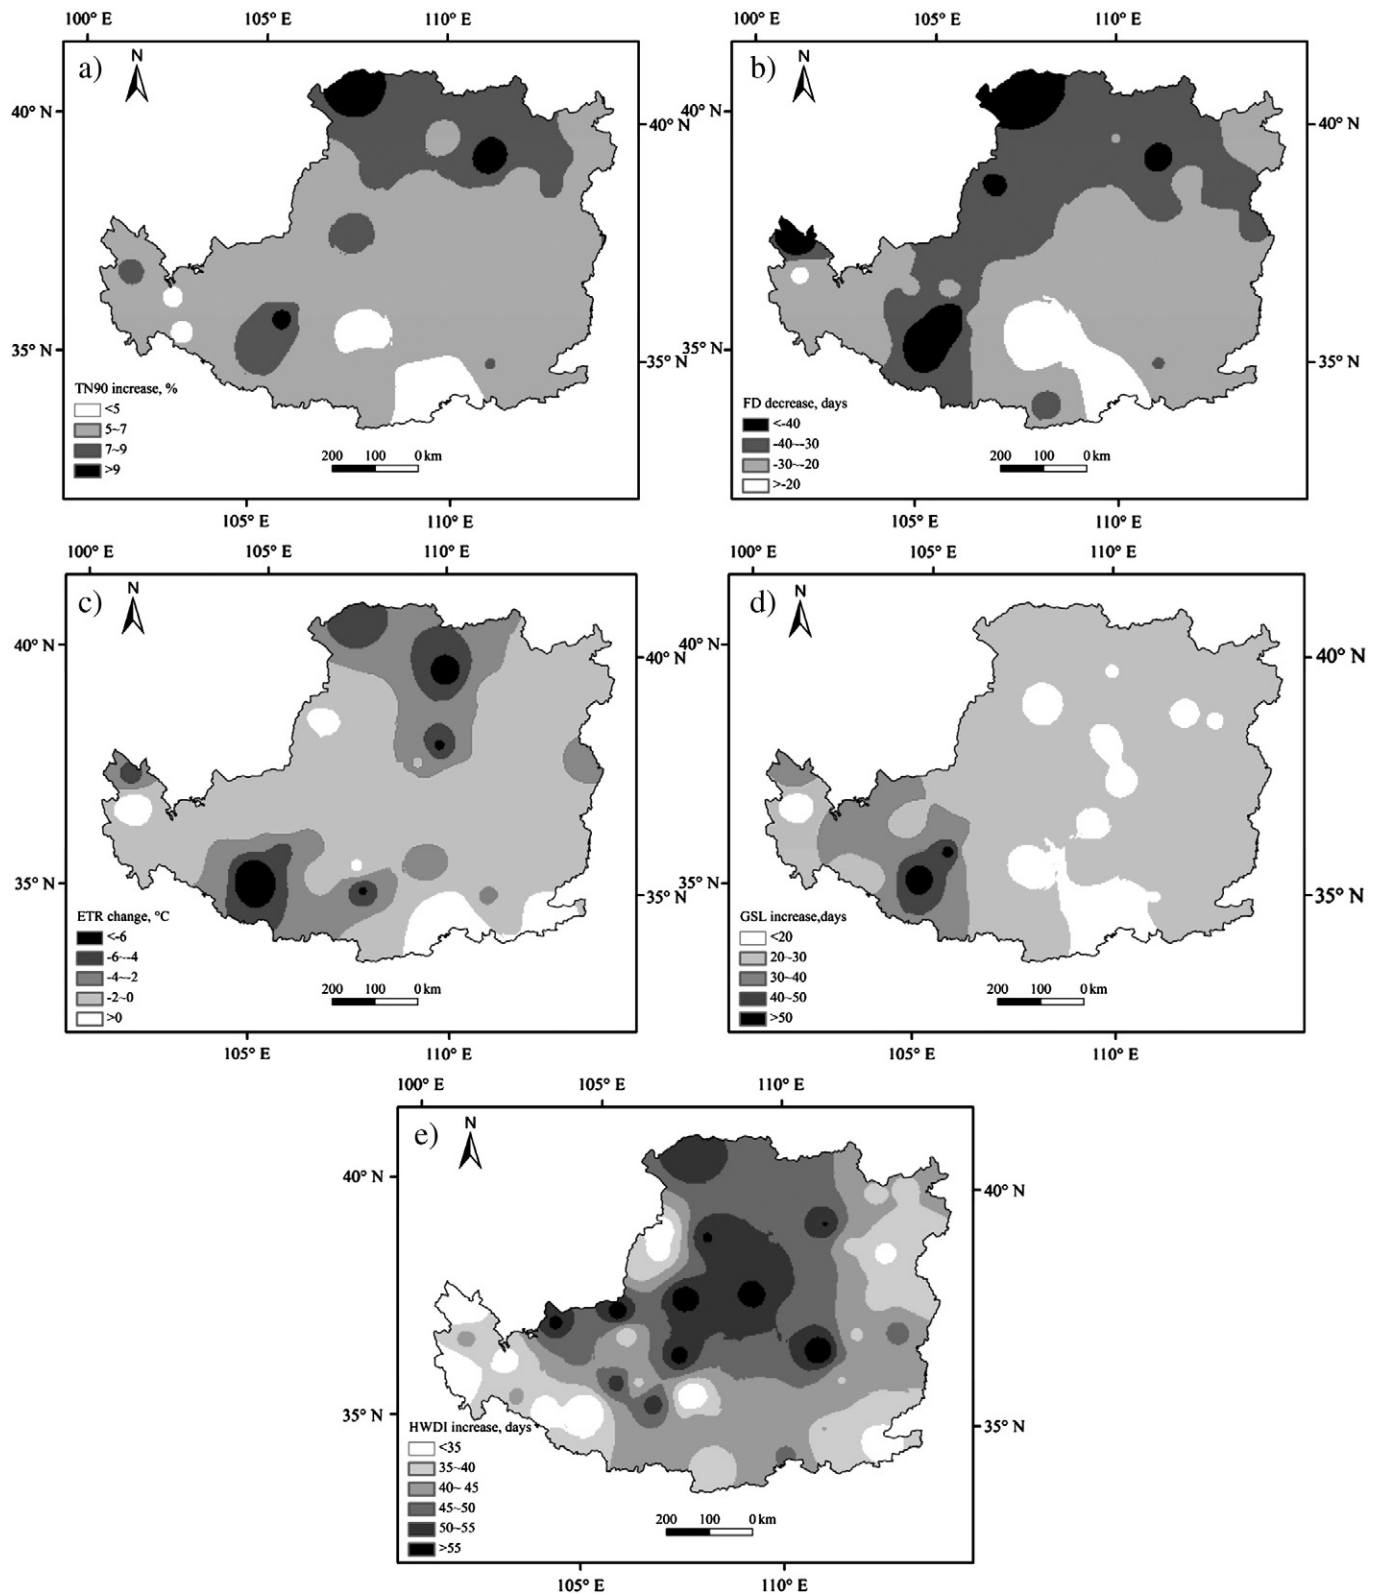 100° E 105° E 110° E 100° E 105° E 110° E
a) N b) N
40° N 40° N 40° N 40° N
35° N 35° N 35° N 35° N
TN90 increase, %
<5
5~7
7~9
>9
200 100 0 km
FD decrease, days
<-40
-40~-30
-30~-20
>-20
200 100 0 km
105° E 110° E 105° E 110° E
100° E 105° E 110° E 100° E 105° E 110° E
c) N d) N
40° N 40° N 40° N 40° N
35° N 35° N 35° N 35° N
ETR change, °C
<-6
-6~-4
-4~-2
-2~0
>0
200 100 0 km
GSL increase,days
<20
20~30
30~40
40~50
>50
200 100 0 km
105° E 110° E 105° E 110° E
100° E 105° E 110° E
e) N
40° N 40° N
35° N 35° N
HWDI increase, days
<35
35~40
40~ 45
45~50
50~55
>55
200 100 0 km
105° E 110° E